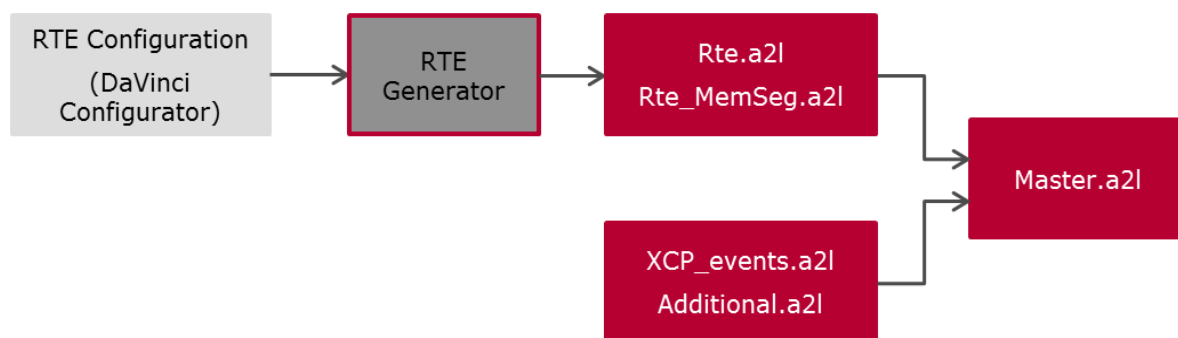 RTE Configuration
(DaVinci
Configurator)
RTE
Generator
Rte.a2l
Rte_MemSeg.a2l
Master.a2l
XCP_events.a2l
Additional.a2l